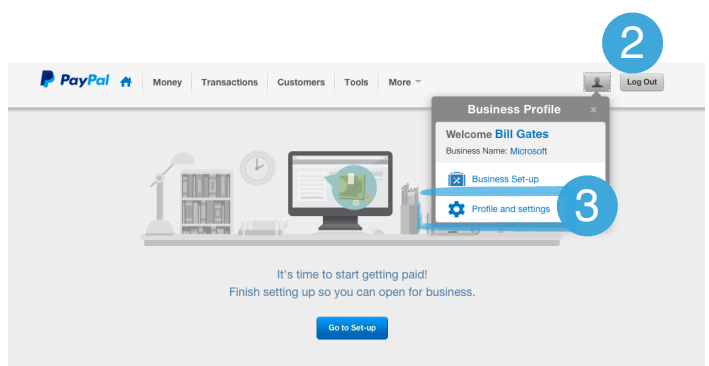 2
PayPal Money Transactions Customers Tools More Log Out
Business Profile ×
Welcome Bill Gates
Business Name: Microsoft
Business Set-up
Profile and settings 3
It's time to start getting paid!
Finish setting up so you can open for business.
Go to Set-up